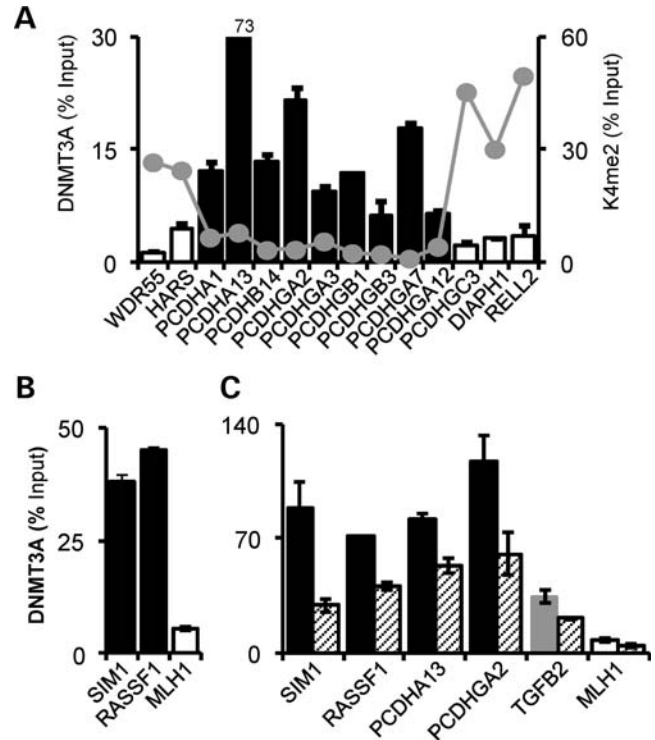 A
73
30
15
0
DNMT3A (% Input)
60
30
0
K4me2 (% Input)
WDR55
HARS
PCDHA1
PCDHA13
PCDHB14
PCDHGA2
PCDHGA3
PCDHGB1
PCDHGB3
PCDHGA7
PCDHGA12
PCDHGC3
DIAPH1
RELL2
B
50
25
0
DNMT3A (% Input)
SIM1
RASSF1
MLH1
C
140
70
0
SIM1
RASSF1
PCDHA13
PCDHGA2
TGFB2
MLH1